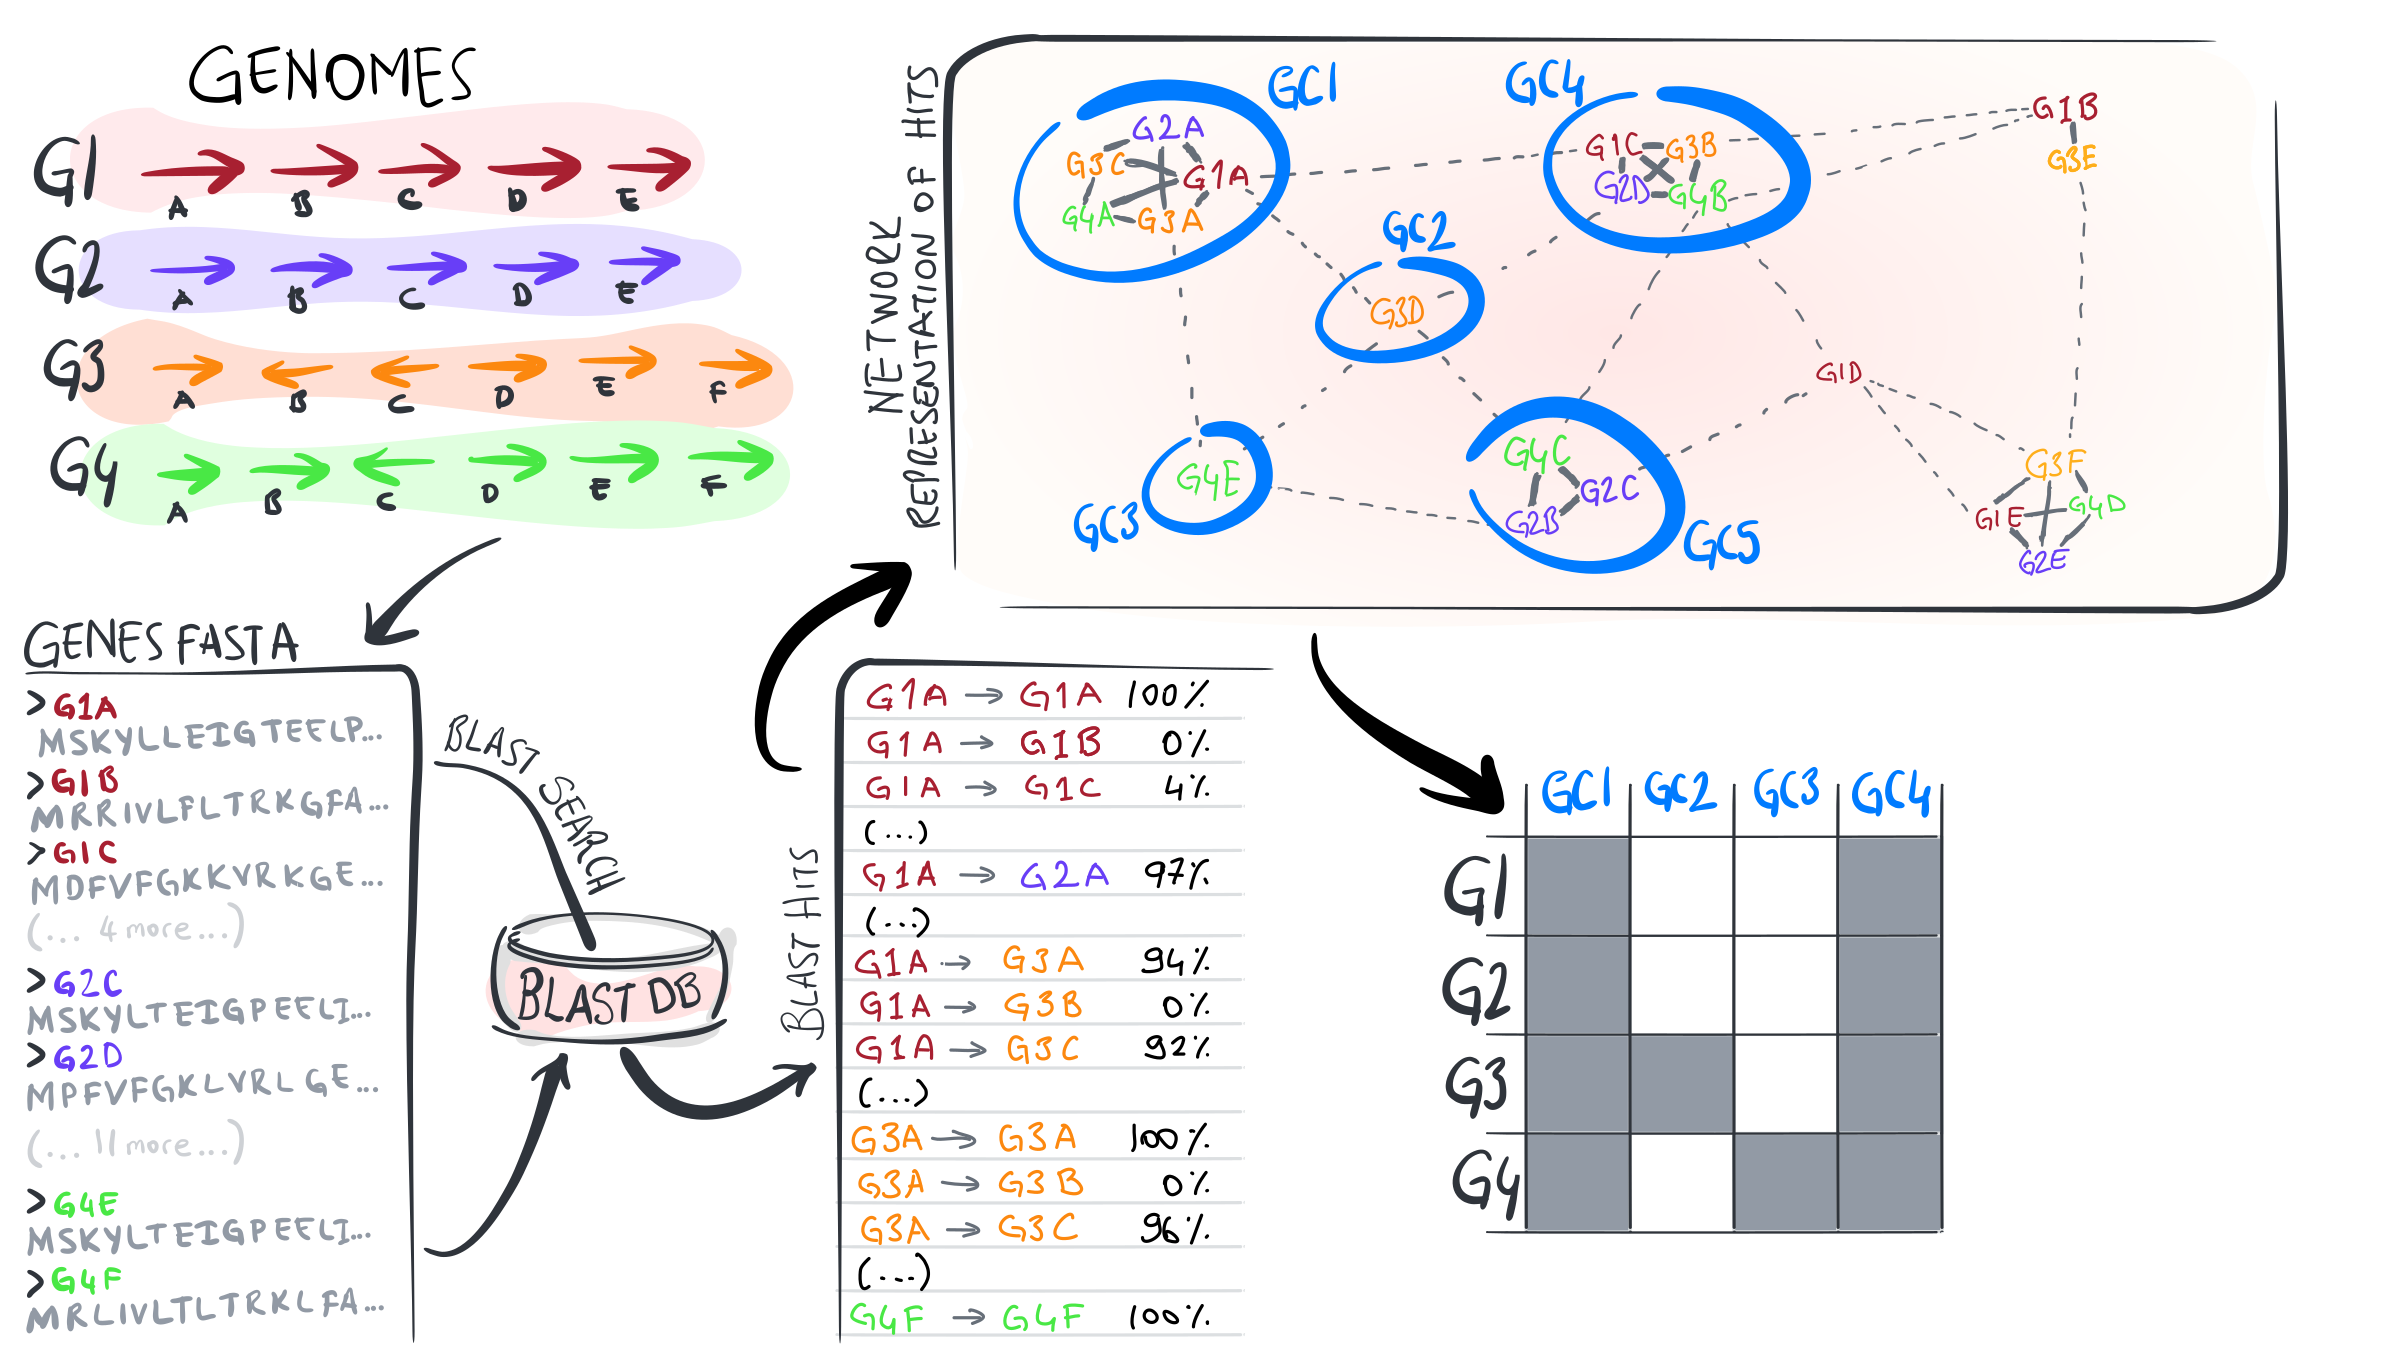 GENOMES
G1
A B C D E
G2
A B C D E
G3
A B C D E F
G4
A B C D E F
GENES FASTA
>G1A
MSKYLLEIGTEELP...
>G1B
MRRIVLFLTRKGFA...
>G1C
MDFVFGKKVRKGE...
(... 4 more...)
>G2C
MSKYLTEIGPEELI...
>G2D
MPFVFGKLVRLGE...
(... 11 more...)
>G4E
MSKYLTEIGPEELI...
>G4F
MRLIVLTLTRKLFA...
BLAST SEARCH
BLAST DB
BLAST HITS
G1A → G1A 100%
G1A → G1B 0%
G1A → G1C 4%
(...)
G1A → G2A 97%
(...)
G1A → G3A 94%
G1A → G3B 0%
G1A → G3C 92%
(...)
G3A → G3A 100%
G3A → G3B 0%
G3A → G3C 96%
(...)
G4F → G4F 100%
NETWORK
REPRESENTATION OF HITS
GC1
G2A
G3C
G1A
G4A
G3A
GC4
G1C G3B
G2D G4B
G1B
G3E
GC2
G3D
G1D
GC3
G4E
GC5
G4C
G2C
G2B
G3F
G1E G4D
G2E
GC1 GC2 GC3 GC4
G1
G2
G3
G4